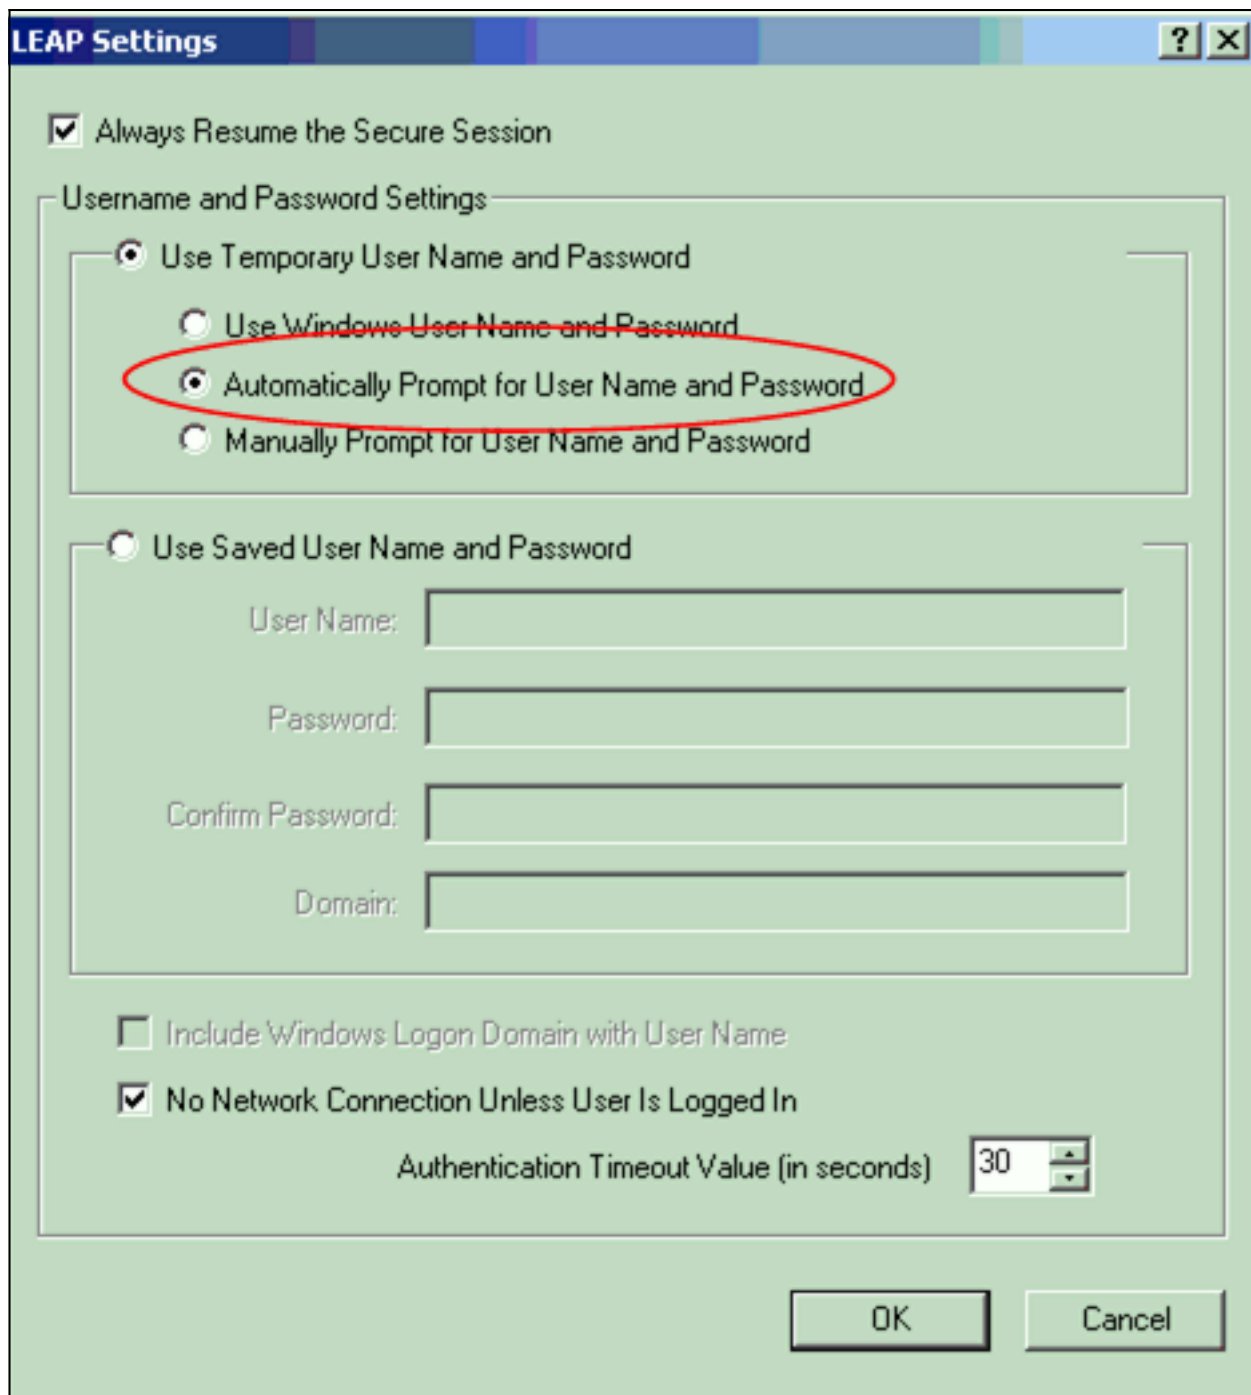 LEAP Settings
Always Resume the Secure Session
Username and Password Settings
Use Temporary User Name and Password
Use Windows User Name and Password
Automatically Prompt for User Name and Password
Manually Prompt for User Name and Password
Use Saved User Name and Password
User Name:
Password:
Confirm Password:
Domain:
Include Windows Logon Domain with User Name
No Network Connection Unless User Is Logged In
Authentication Timeout Value (in seconds) 30
OK Cancel